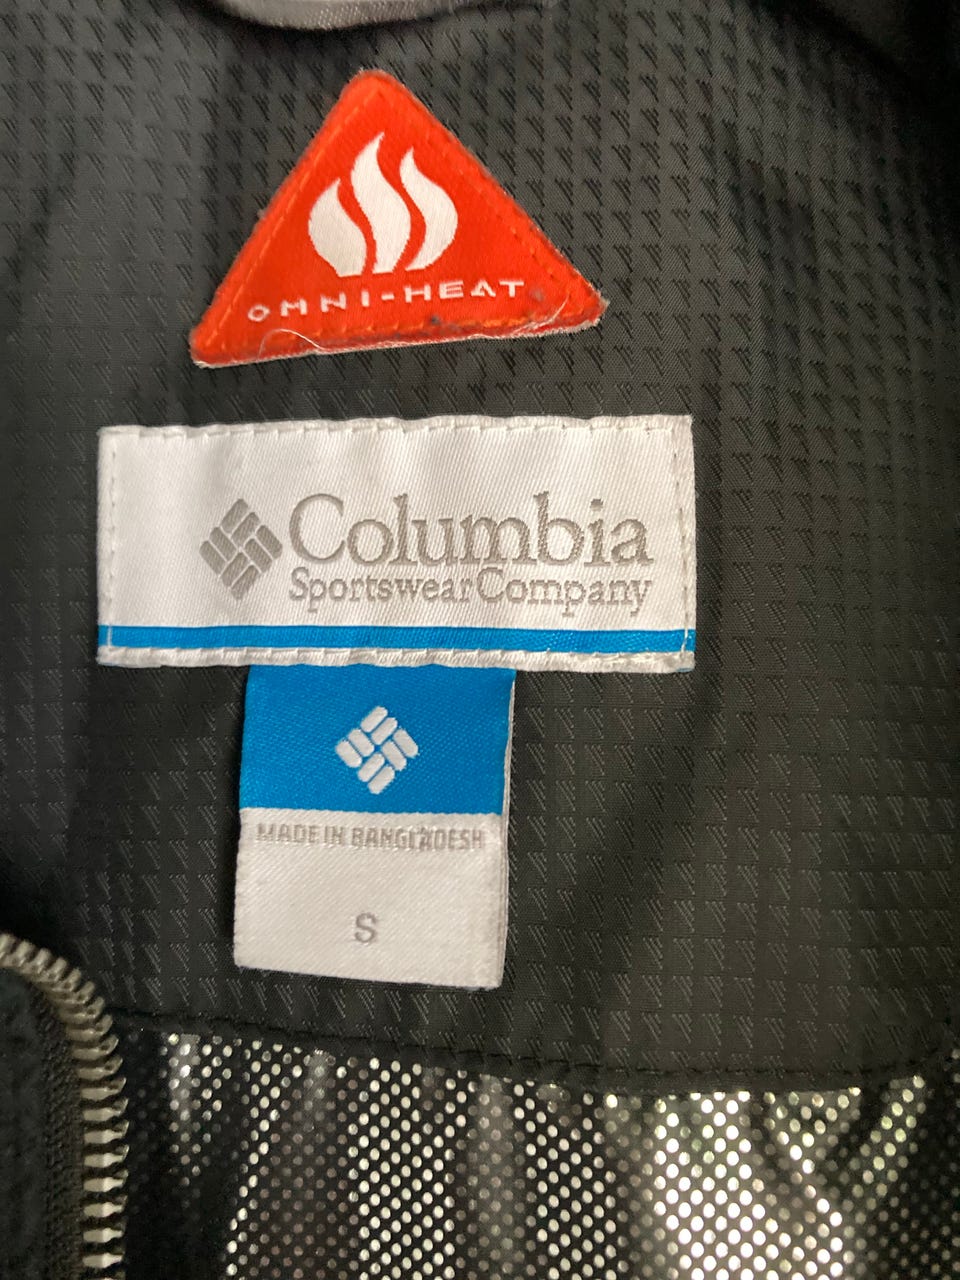 OMNI-HEAT
Columbia
Sportswear Company
MADE IN BANGLADESH
S